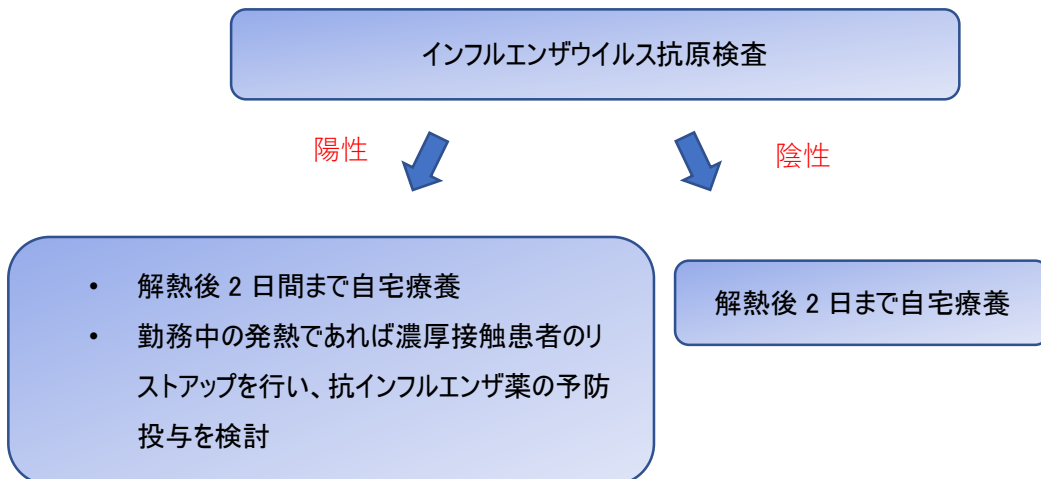 インフルエンザウイルス抗原検査
陽性
陰性
• 解熱後 2 日間まで自宅療養
• 勤務中の発熱であれば濃厚接触患者のリ
ストアップを行い、抗インフルエンザ薬の予防
投与を検討
解熱後 2 日まで自宅療養